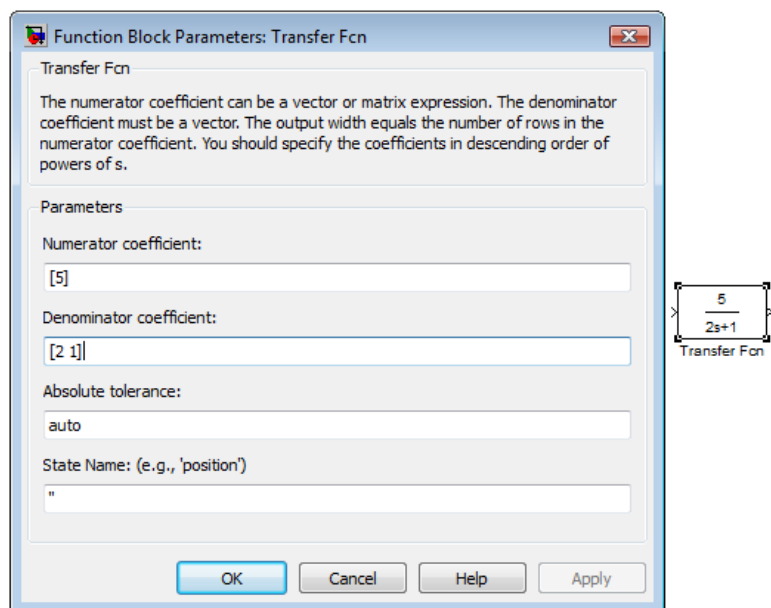 Function Block Parameters: Transfer Fcn
Transfer Fcn
The numerator coefficient can be a vector or matrix expression. The denominator
coefficient must be a vector. The output width equals the number of rows in the
numerator coefficient. You should specify the coefficients in descending order of
powers of s.
Parameters
Numerator coefficient:
[5]
Denominator coefficient:
[2 1]
Absolute tolerance:
auto
State Name: (e.g., 'position')
''
OK Cancel Help Apply
5
2s+1
Transfer Fcn